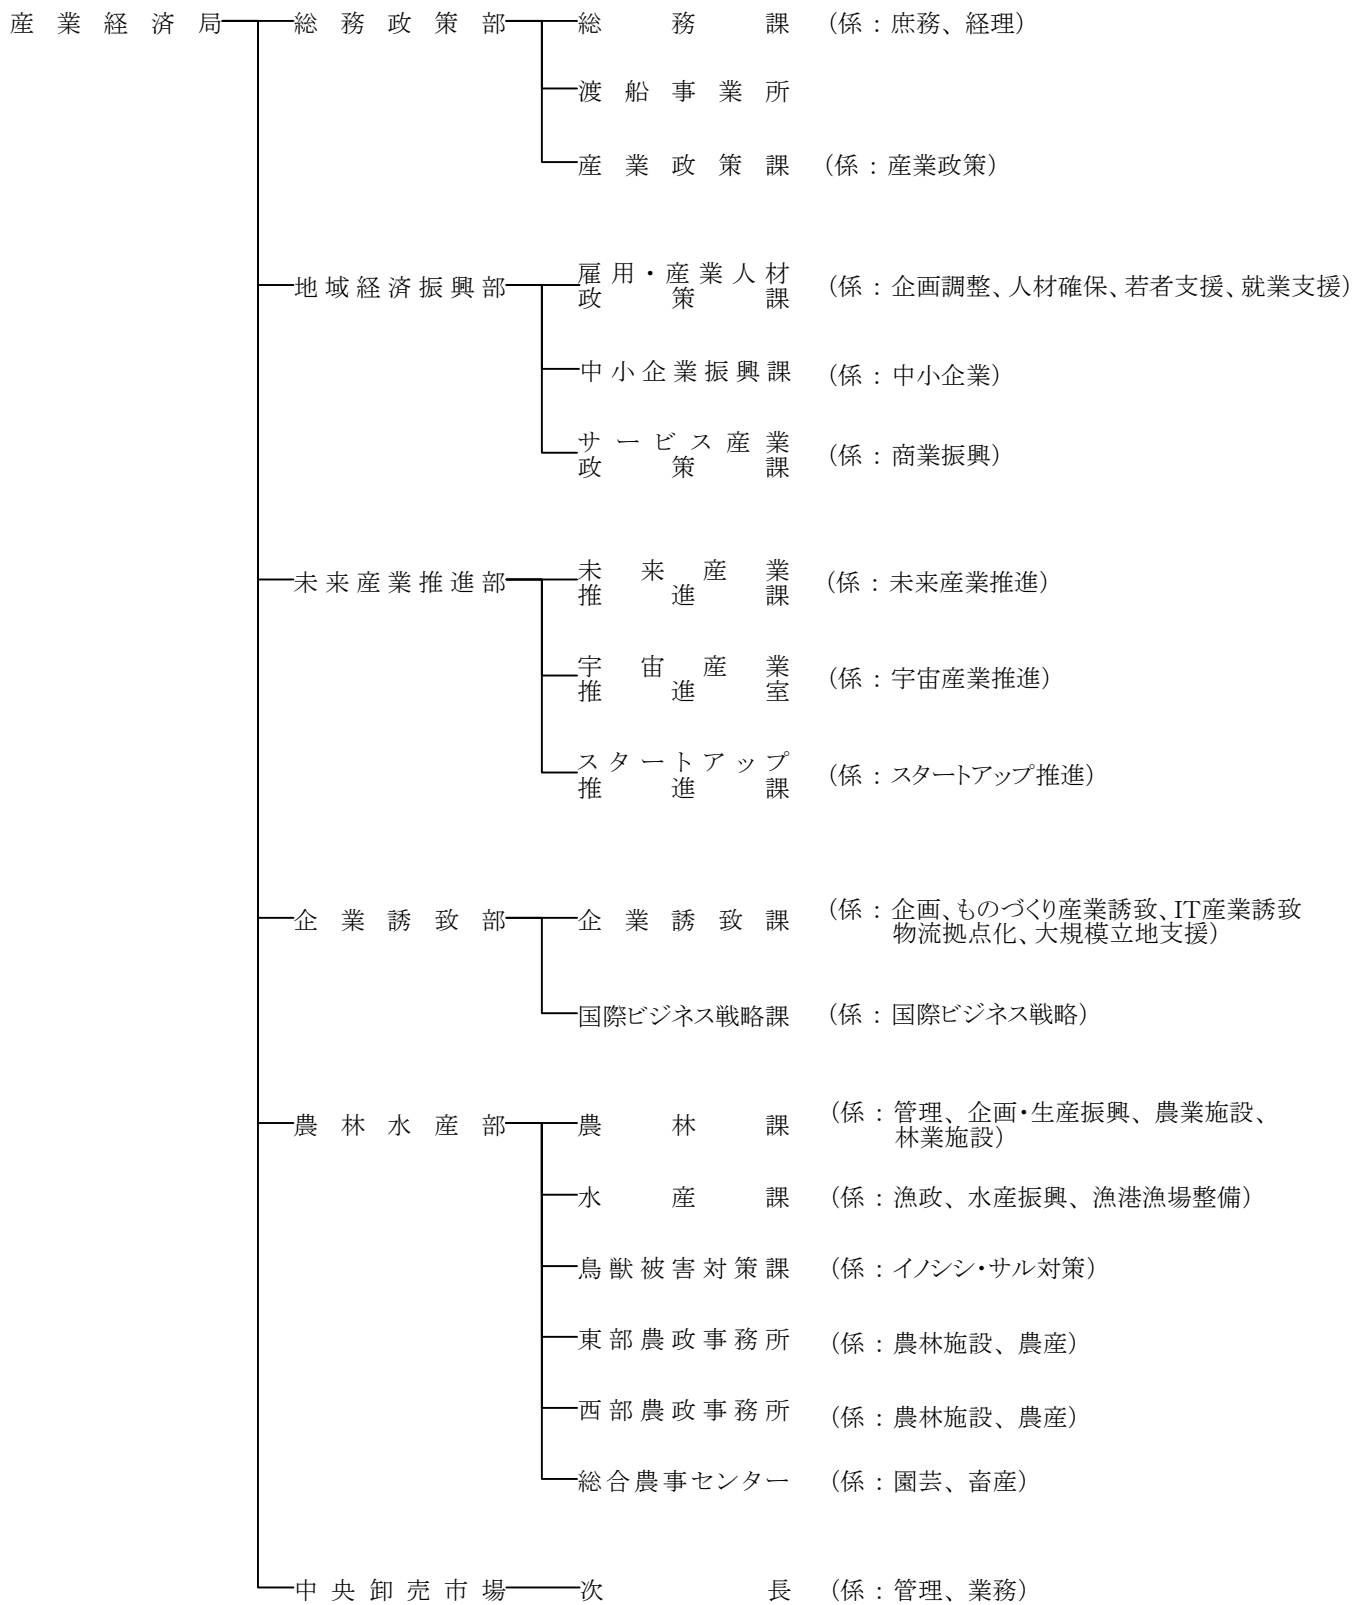 産業経済局 総務政策部 総務課 （係：庶務、経理）
渡船事業所
産業政策課 （係：産業政策）
地域経済振興部 雇用・産業人材
政策課 （係：企画調整、人材確保、若者支援、就業支援）
中小企業振興課 （係：中小企業）
サービス産業
政策課 （係：商業振興）
未来産業推進部 未来産業
推進課 （係：未来産業推進）
宇宙産業
推進室 （係：宇宙産業推進）
スタートアップ
推進課 （係：スタートアップ推進）
企業誘致部 企業誘致課 （係：企画、ものづくり産業誘致、IT産業誘致
物流拠点化、大規模立地支援）
国際ビジネス戦略課 （係：国際ビジネス戦略）
農林水産部 農林課 （係：管理、企画・生産振興、農業施設、
林業施設）
水産課 （係：漁政、水産振興、漁港漁場整備）
鳥獣被害対策課 （係：イノシシ・サル対策）
東部農政事務所 （係：農林施設、農産）
西部農政事務所 （係：農林施設、農産）
総合農事センター （係：園芸、畜産）
中央卸売市場 次長 （係：管理、業務）